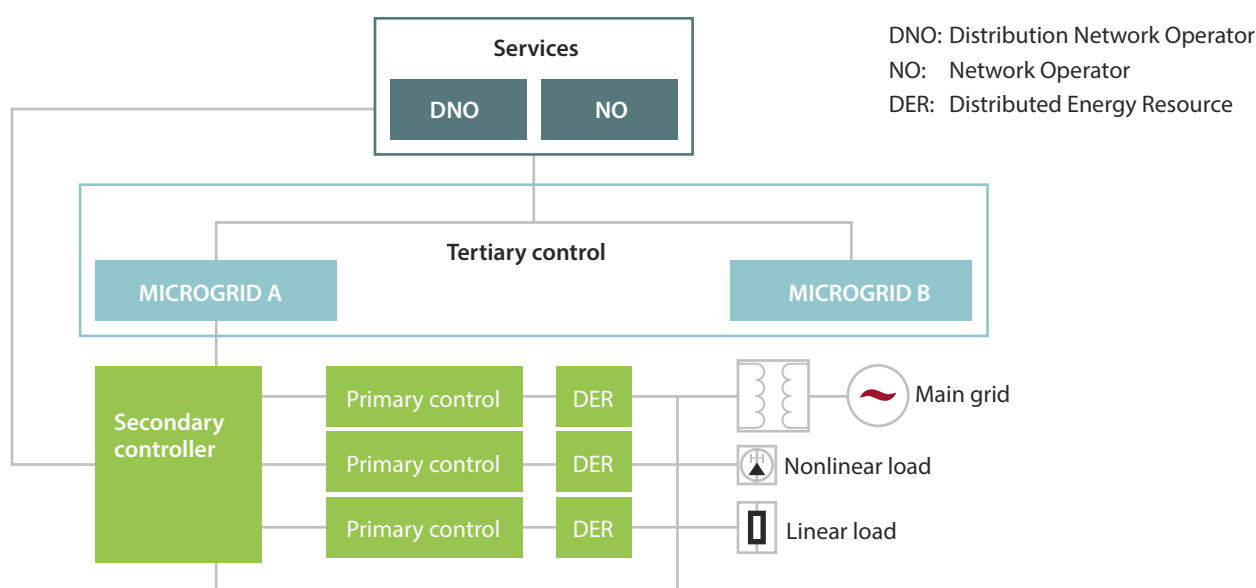 Services
DNO NO
DNO: Distribution Network Operator
NO: Network Operator
DER: Distributed Energy Resource
Tertiary control
MICROGRID A MICROGRID B
Secondary
controller
Primary control DER Main grid
Primary control DER Nonlinear load
Primary control DER Linear load